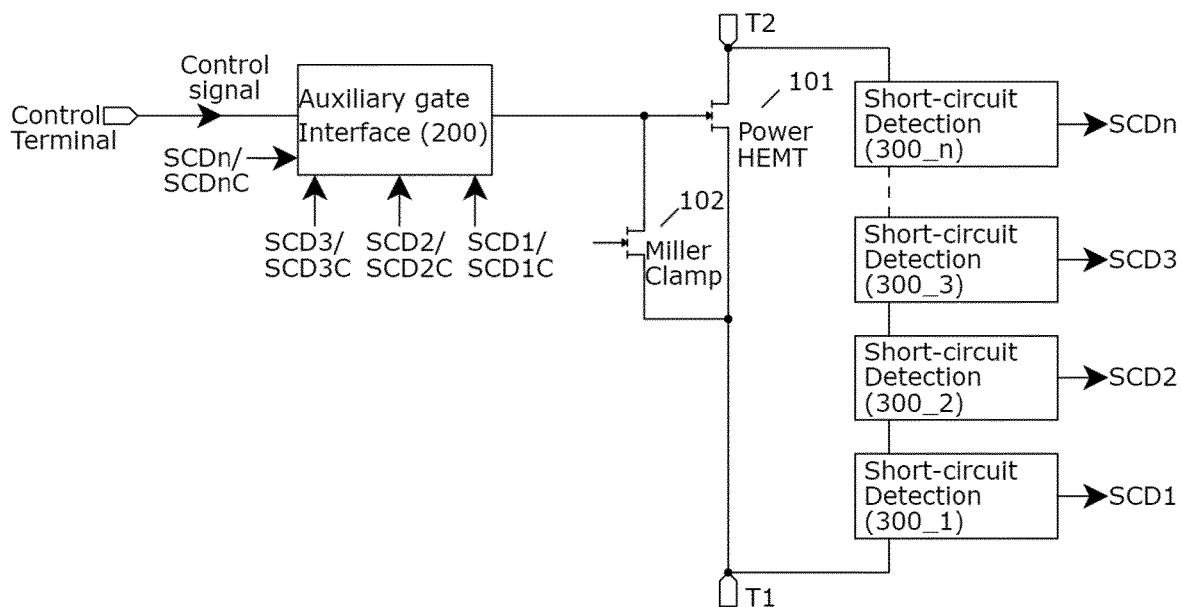 T2
Control
signal
Control
Terminal
Auxiliary gate
Interface (200)
SCDn/
SCDnC
SCD3/
SCD3C
SCD2/
SCD2C
SCD1/
SCD1C
101
Power
HEMT
102
Miller
Clamp
Short-circuit
Detection
(300_n)
SCDn
Short-circuit
Detection
(300_3)
SCD3
Short-circuit
Detection
(300_2)
SCD2
Short-circuit
Detection
(300_1)
SCD1
T1